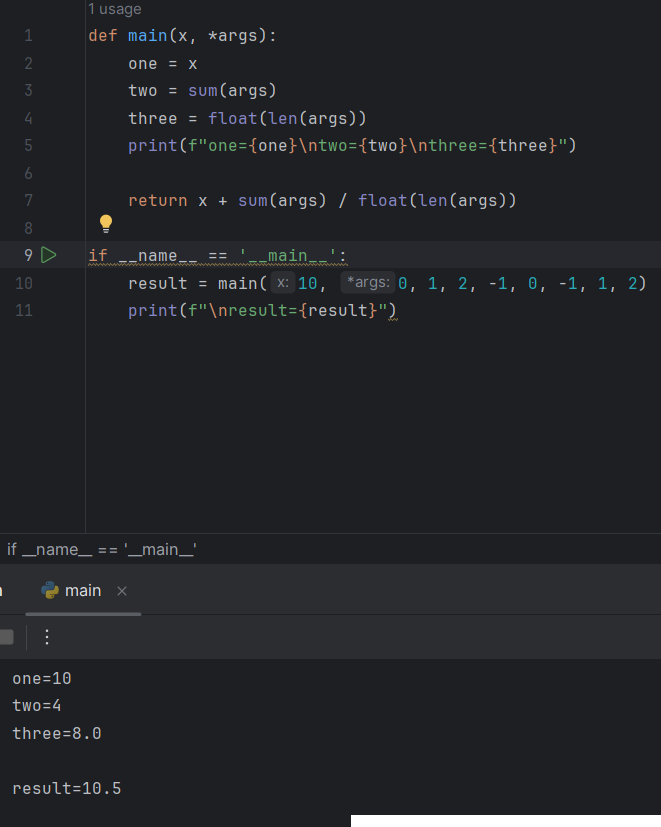 1 usage
1 def main(x, *args):
2 one = x
3 two = sum(args)
4 three = float(len(args))
5 print(f"one={one}\ntwo={two}\nthree={three}")
6
7 return x + sum(args) / float(len(args))
8
9 if __name__ == '__main__':
10 result = main( x: 10, *args: 0, 1, 2, -1, 0, -1, 1, 2)
11 print(f"\nresult={result}")
if __name__ == '__main__'
main
one=10
two=4
three=8.0
result=10.5